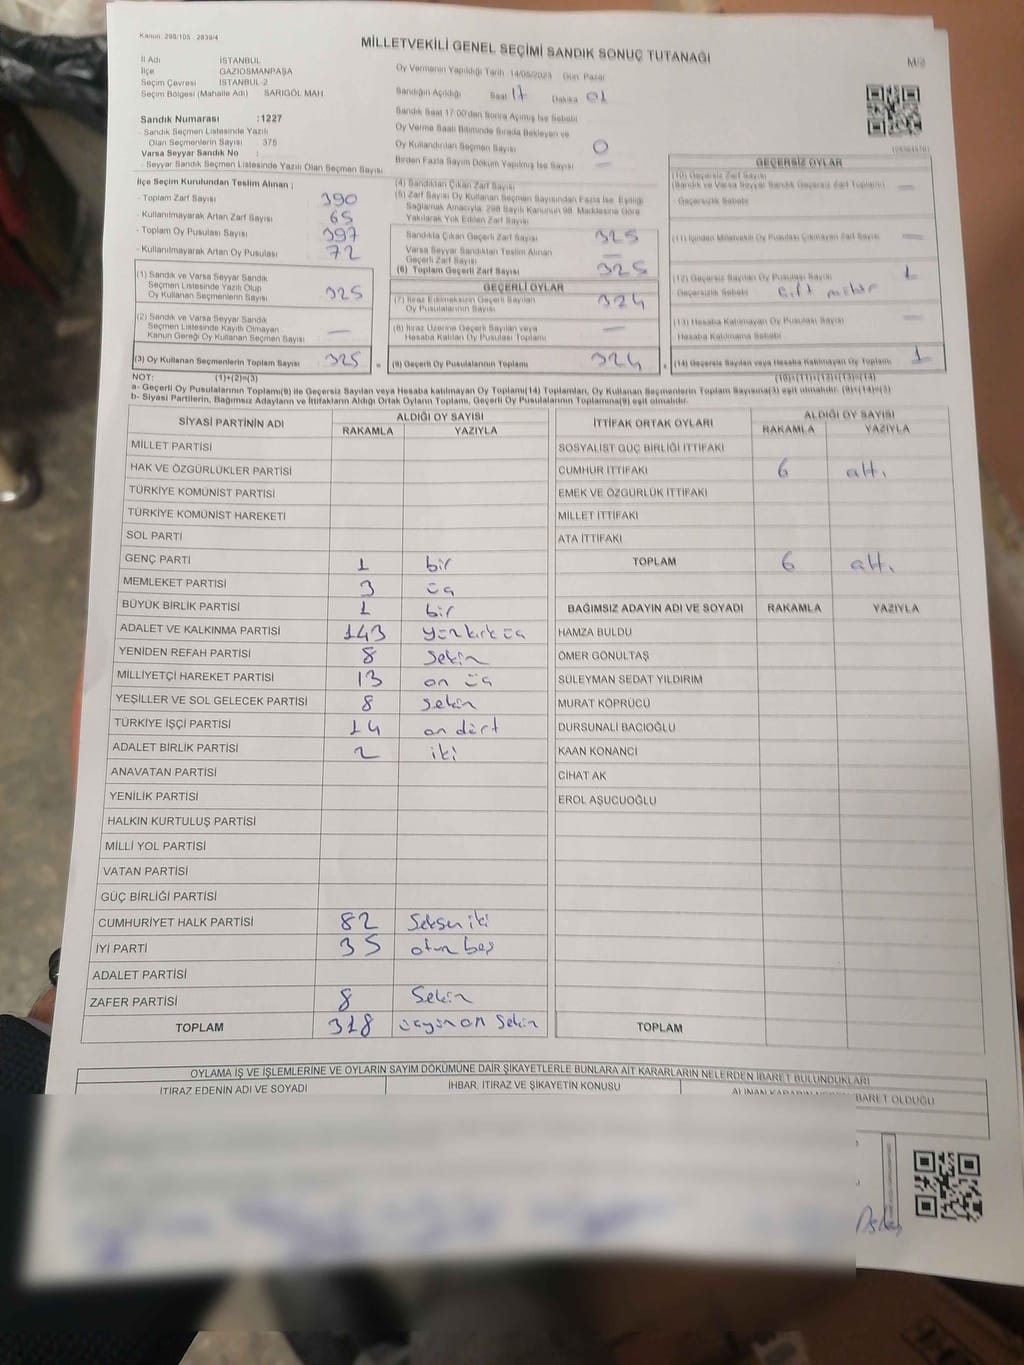 Kanun: 298/105 2839/4
MİLLETVEKİLİ GENEL SEÇİMİ SANDIK SONUÇ TUTANAĞI
İl Adı İSTANBUL
İlçe GAZİOSMANPAŞA
Seçim Çevresi İSTANBUL-2
Seçim Bölgesi (Mahalle Adı) SARIGÖL MAH.
Oy Vermenin Yapıldığı Tarih 14/05/2023 Gün: Pazar
Sandığın Açıldığı Saat 17 Dakika 01
Sandık Numarası :1227
- Sandık Seçmen Listesinde Yazılı
Olan Seçmenlerin Sayısı : 375
Varsa Seyyar Sandık No :
- Seyyar Sandık Seçmen Listesinde Yazılı Olan Seçmen Sayısı
Sandık Saat 17.00'den Sonra Açılmış İse Sebebi
Oy Verme Saati Bitiminde Sırada Bekleyen ve
Oy Kullandırılan Seçmen Sayısı 0
Birden Fazla Sayım Döküm Yapılmış İse Sayısı —
İlçe Seçim Kurulundan Teslim Alınan ;
- Toplam Zarf Sayısı 390
- Kullanılmayarak Artan Zarf Sayısı 65
- Toplam Oy Pusulası Sayısı 397
- Kullanılmayarak Artan Oy Pusulası 72
(1) Sandık ve Varsa Seyyar Sandık
Seçmen Listesinde Yazılı Olup
Oy Kullanan Seçmenlerin Sayısı 325
(2) Sandık ve Varsa Seyyar Sandık
Seçmen Listesinde Kayıtlı Olmayan
Kanun Gereği Oy Kullanan Seçmen Sayısı —
(3) Oy Kullanan Seçmenlerin Toplam Sayısı 325
(4) Sandıktan Çıkan Zarf Sayısı
(5) Zarf Sayısı Oy Kullanan Seçmen Sayısından Fazla İse, Eşitliği
Sağlamak Amacıyla, 298 Sayılı Kanunun 98. Maddesine Göre
Yakılarak Yok Edilen Zarf Sayısı
Sandıkta Çıkan Geçerli Zarf Sayısı 325
Varsa Seyyar Sandıktan Teslim Alınan
Geçerli Zarf Sayısı —
(6) Toplam Geçerli Zarf Sayısı 325
GEÇERLİ OYLAR
(7) İtiraz Edilmeksizin Geçerli Sayılan
Oy Pusulalarının Sayısı 324
(8) İtiraz Üzerine Geçerli Sayılan veya
Hesaba Katılan Oy Pusulası Toplamı —
= (9) Geçerli Oy Pusulalarının Toplamı 324
GEÇERSİZ OYLAR
(10) Geçersiz Zarf Sayısı
(Sandık ve Varsa Seyyar Sandık Geçersiz Zarf Toplamı) —
- Geçersizlik Sebebi
(11) İçinden Milletvekili Oy Pusulası Çıkmayan Zarf Sayısı —
(12) Geçersiz Sayılan Oy Pusulası Sayısı 1
Geçersizlik Sebebi çift mühür
(13) Hesaba Katılmayan Oy Pusulası Sayısı —
Hesaba Katılmama Sebebi
+ (14) Geçersiz Sayılan veya Hesaba Katılmayan Oy Toplamı 1
NOT: (1)+(2)=(3) (10)+(11)+(12)+(13)=(14)
a- Geçerli Oy Pusulalarının Toplamı(9) ile Geçersiz Sayılan veya Hesaba katılmayan Oy Toplamı(14) Toplamları, Oy Kullanan Seçmenlerin Toplam Sayısına(3) eşit olmalıdır. (9)+(14)=(3)
b- Siyasi Partilerin, Bağımsız Adayların ve İttifakların Aldığı Ortak Oyların Toplamı, Geçerli Oy Pusulaları Toplamına(9) eşit olmalıdır.
SİYASİ PARTİNİN ADI ALDIĞI OY SAYISI
RAKAMLA YAZIYLA
MİLLET PARTİSİ
HAK VE ÖZGÜRLÜKLER PARTİSİ
TÜRKİYE KOMÜNİST PARTİSİ
TÜRKİYE KOMÜNİST HAREKETİ
SOL PARTİ
GENÇ PARTİ 1 bir
MEMLEKET PARTİSİ 3 üç
BÜYÜK BİRLİK PARTİSİ 1 bir
ADALET VE KALKINMA PARTİSİ 143 yüzkırküç
YENİDEN REFAH PARTİSİ 8 sekiz
MİLLİYETÇİ HAREKET PARTİSİ 13 on üç
YEŞİLLER VE SOL GELECEK PARTİSİ 8 sekiz
TÜRKİYE İŞÇİ PARTİSİ 14 on dört
ADALET BİRLİK PARTİSİ 2 iki
ANAVATAN PARTİSİ
YENİLİK PARTİSİ
HALKIN KURTULUŞ PARTİSİ
MİLLİ YOL PARTİSİ
VATAN PARTİSİ
GÜÇ BİRLİĞİ PARTİSİ
CUMHURİYET HALK PARTİSİ 82 Seksen iki
İYİ PARTİ 35 otuz beş
ADALET PARTİSİ
ZAFER PARTİSİ 8 Sekiz
TOPLAM 318 üçyüz on sekiz
İTTİFAK ORTAK OYLARI ALDIĞI OY SAYISI
RAKAMLA YAZIYLA
SOSYALİST GÜÇ BİRLİĞİ İTTİFAKI
CUMHUR İTTİFAKI 6 altı
EMEK VE ÖZGÜRLÜK İTTİFAKI
MİLLET İTTİFAKI
ATA İTTİFAKI
TOPLAM 6 altı
BAĞIMSIZ ADAYIN ADI VE SOYADI RAKAMLA YAZIYLA
HAMZA BULDU
ÖMER GÖNÜLTAŞ
SÜLEYMAN SEDAT YILDIRIM
MURAT KÖPRÜCÜ
DURSUNALİ BACIOĞLU
KAAN KONANCI
CİHAT AK
EROL AŞUCUOĞLU
TOPLAM
OYLAMA İŞ VE İŞLEMLERİNE VE OYLARIN SAYIM DÖKÜMÜNE DAİR ŞİKAYETLERLE BUNLARA AİT KARARLARIN NELERDEN İBARET BULUNDUKLARI
İTİRAZ EDENİN ADI VE SOYADI İHBAR, İTİRAZ VE ŞİKAYETİN KONUSU BARET OLDUĞU